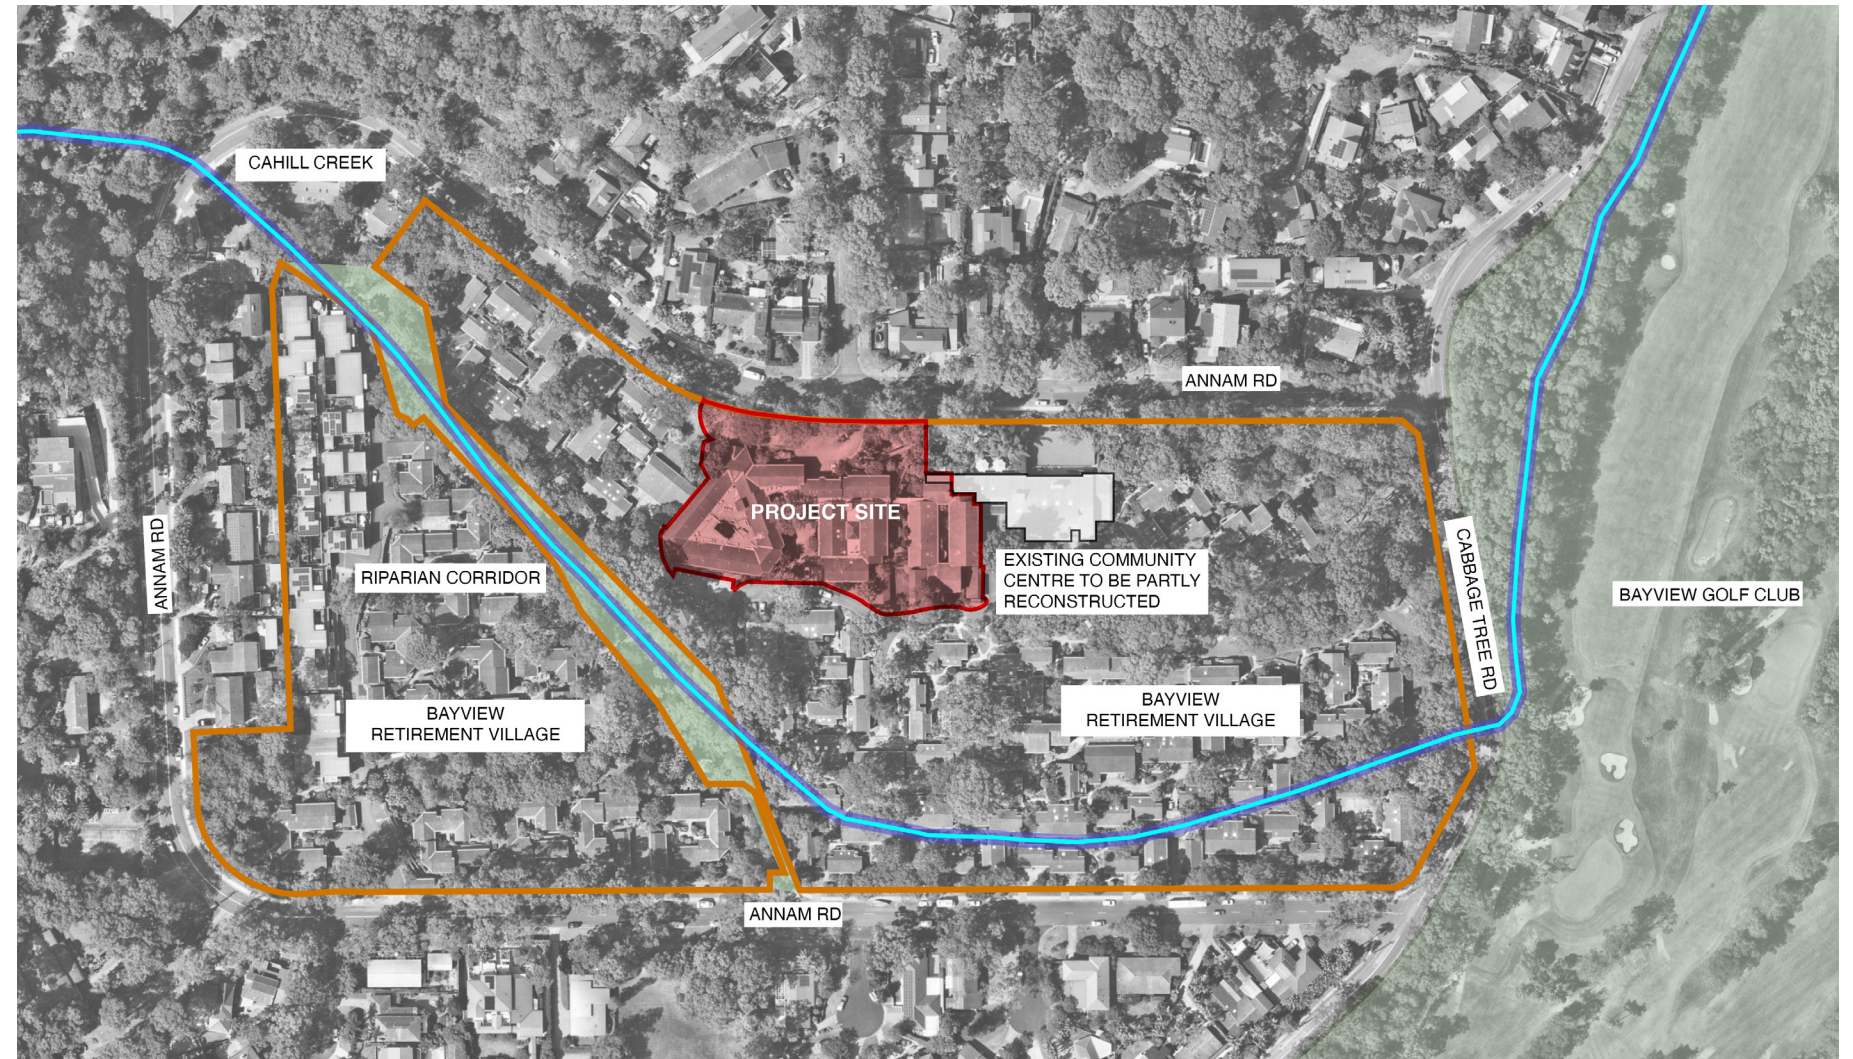 CAHILL CREEK
ANNAM RD
PROJECT SITE
EXISTING COMMUNITY
CENTRE TO BE PARTLY
RECONSTRUCTED
ANNAM RD
RIPARIAN CORRIDOR
CABBAGE TREE RD
BAYVIEW GOLF CLUB
BAYVIEW
RETIREMENT VILLAGE
BAYVIEW
RETIREMENT VILLAGE
ANNAM RD